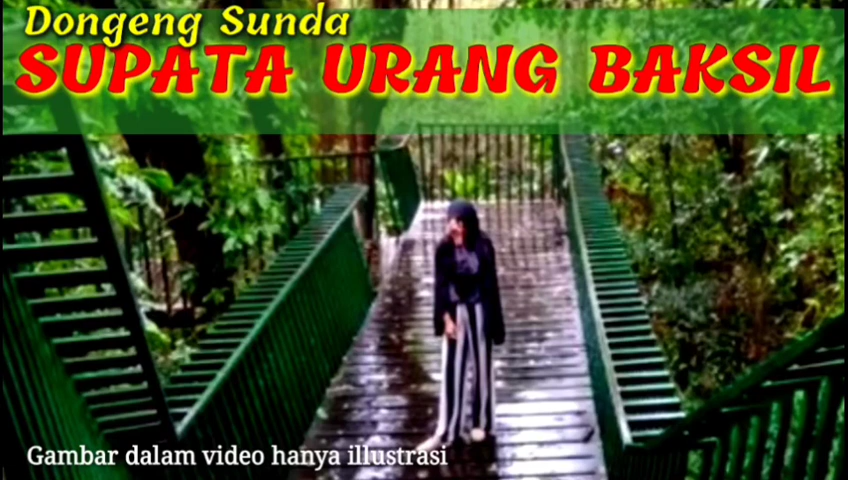 Dongeng Sunda
SUPATA URANG BAKSIL
Gambar dalam video hanya illustrasi